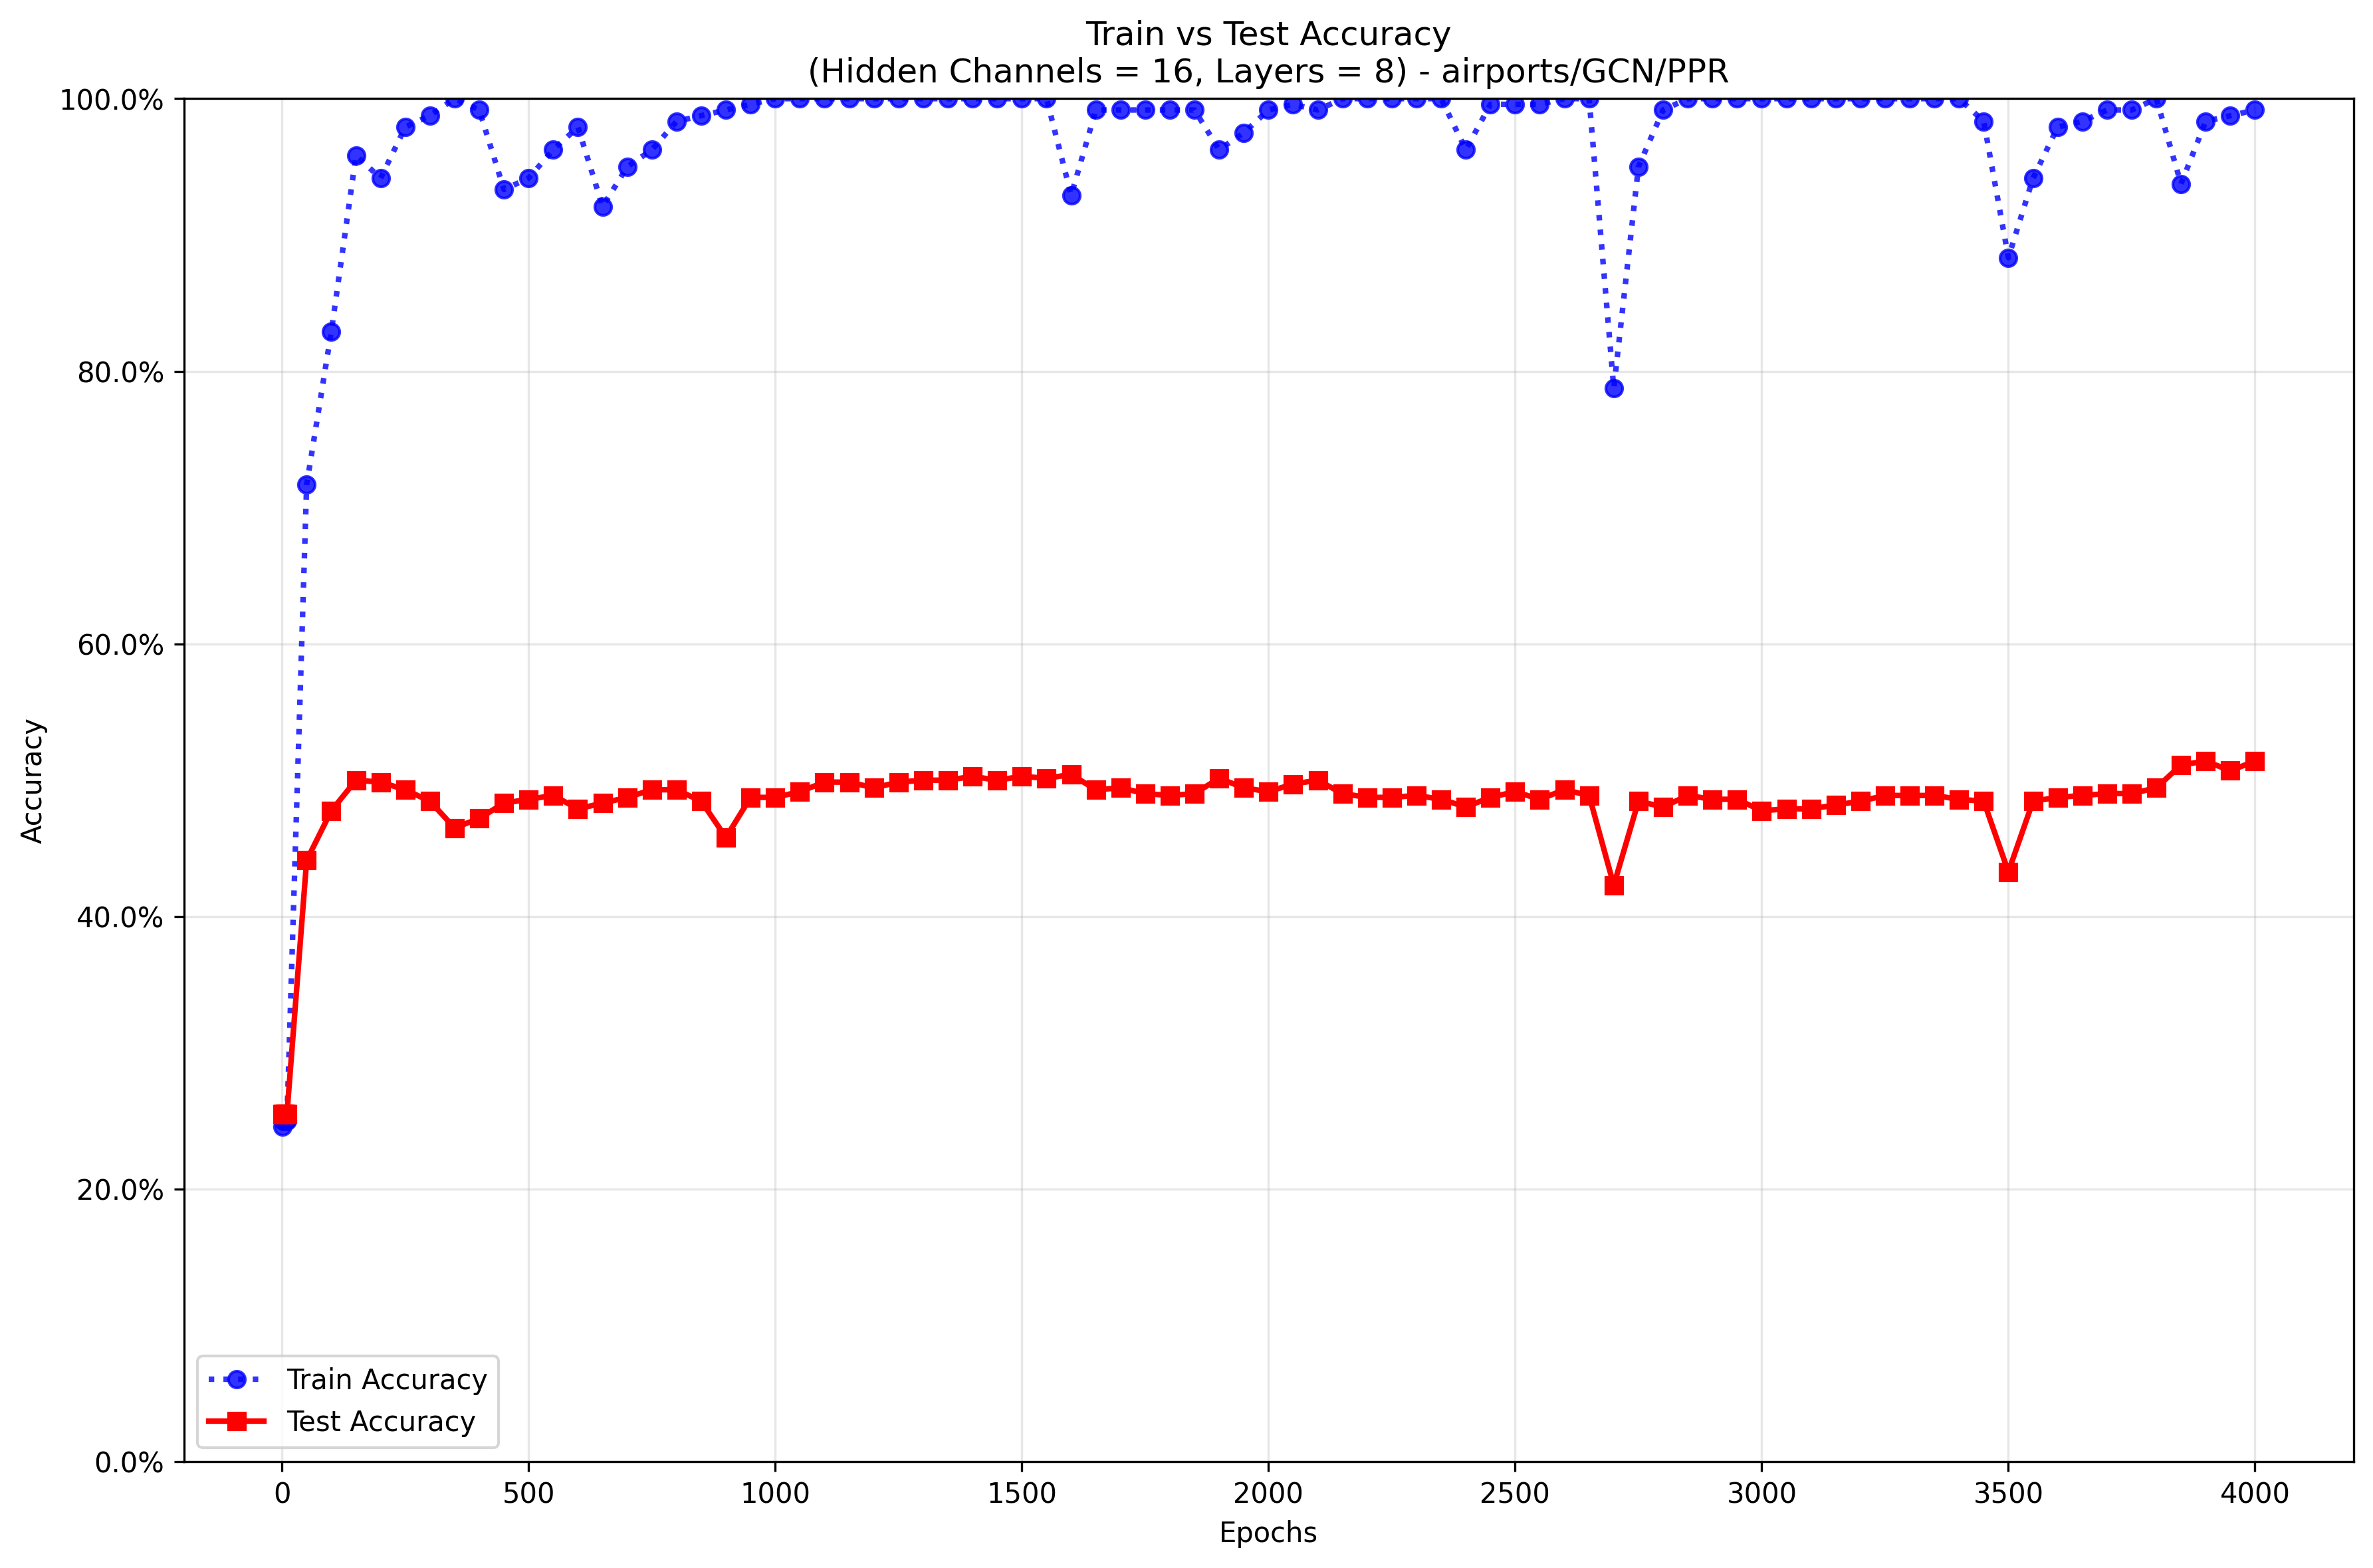 Train vs Test Accuracy
(Hidden Channels = 16, Layers = 8) - airports/GCN/PPR
100.0%
80.0%
60.0%
40.0%
20.0%
0.0%
Accuracy
Train Accuracy
Test Accuracy
0 500 1000 1500 2000 2500 3000 3500 4000
Epochs